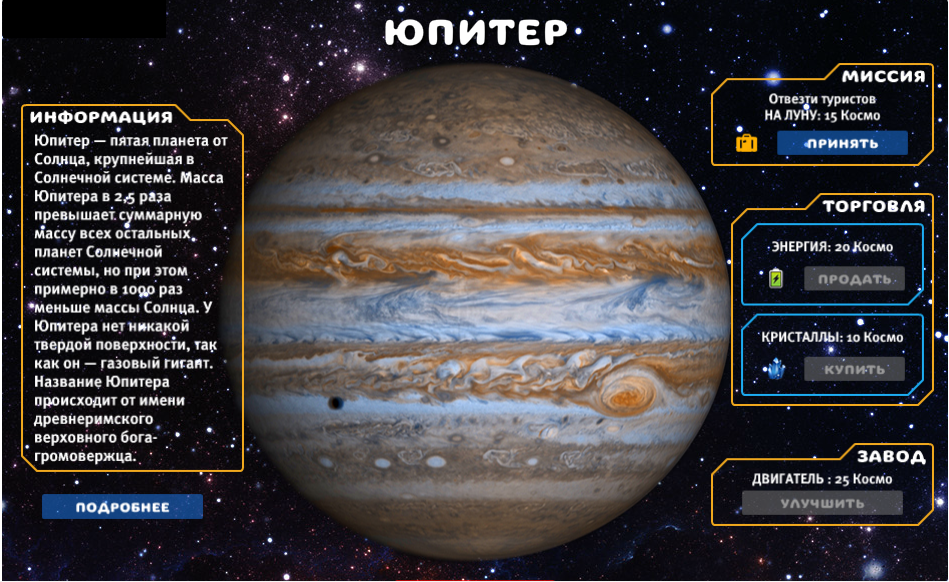 ЮПИТЕР
ИНФОРМАЦИЯ
Юпитер — пятая планета от
Солнца, крупнейшая в
Солнечной системе. Масса
Юпитера в 2,5 раза
превышает суммарную
массу всех остальных
планет Солнечной
системы, но при этом
примерно в 1000 раз
меньше массы Солнца. У
Юпитера нет никакой
твердой поверхности, так
как он — газовый гигант.
Название Юпитера
происходит от имени
древнеримского
верховного бога-
громовержца.
ПОДРОБНЕЕ
МИССИЯ
Отвезти туристов
НА ЛУНУ: 15 Космо
ПРИНЯТЬ
ТОРГОВЛЯ
ЭНЕРГИЯ: 20 Космо
ПРОДАТЬ
КРИСТАЛЛЫ: 10 Космо
КУПИТЬ
ЗАВОД
ДВИГАТЕЛЬ : 25 Космо
УЛУЧШИТЬ